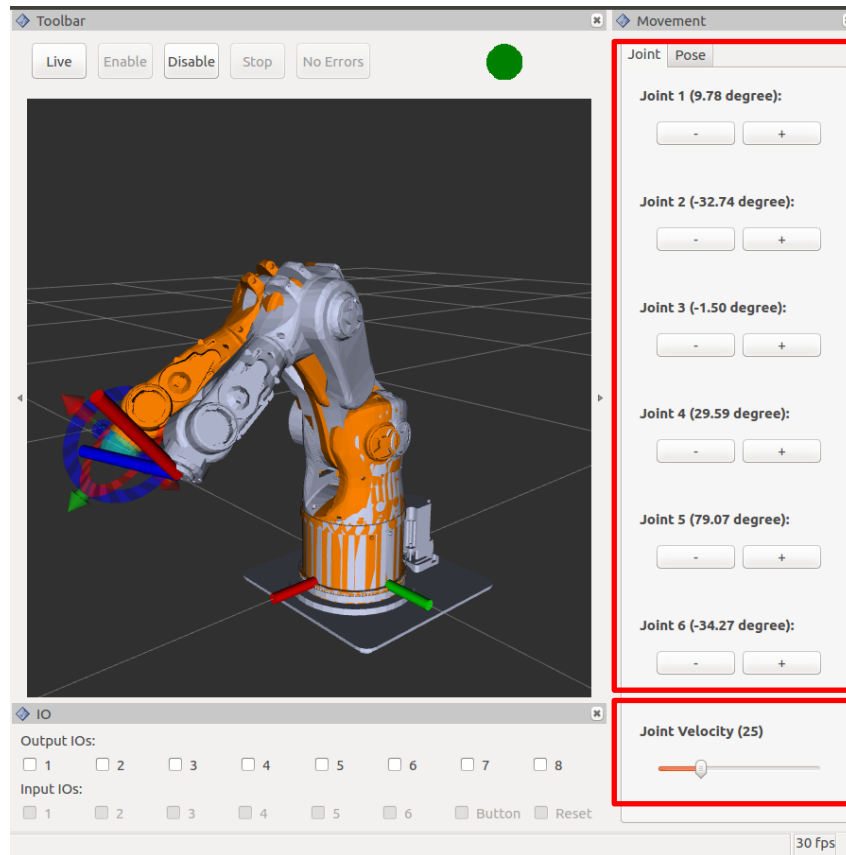 Toolbar
Live Enable Disable Stop No Errors
Movement
Joint Pose
Joint 1 (9.78 degree):
- +
Joint 2 (-32.74 degree):
- +
Joint 3 (-1.50 degree):
- +
Joint 4 (29.59 degree):
- +
Joint 5 (79.07 degree):
- +
Joint 6 (-34.27 degree):
- +
Joint Velocity (25)
IO
Output IOs:
1 2 3 4 5 6 7 8
Input IOs:
1 2 3 4 5 6 Button Reset
30 fps